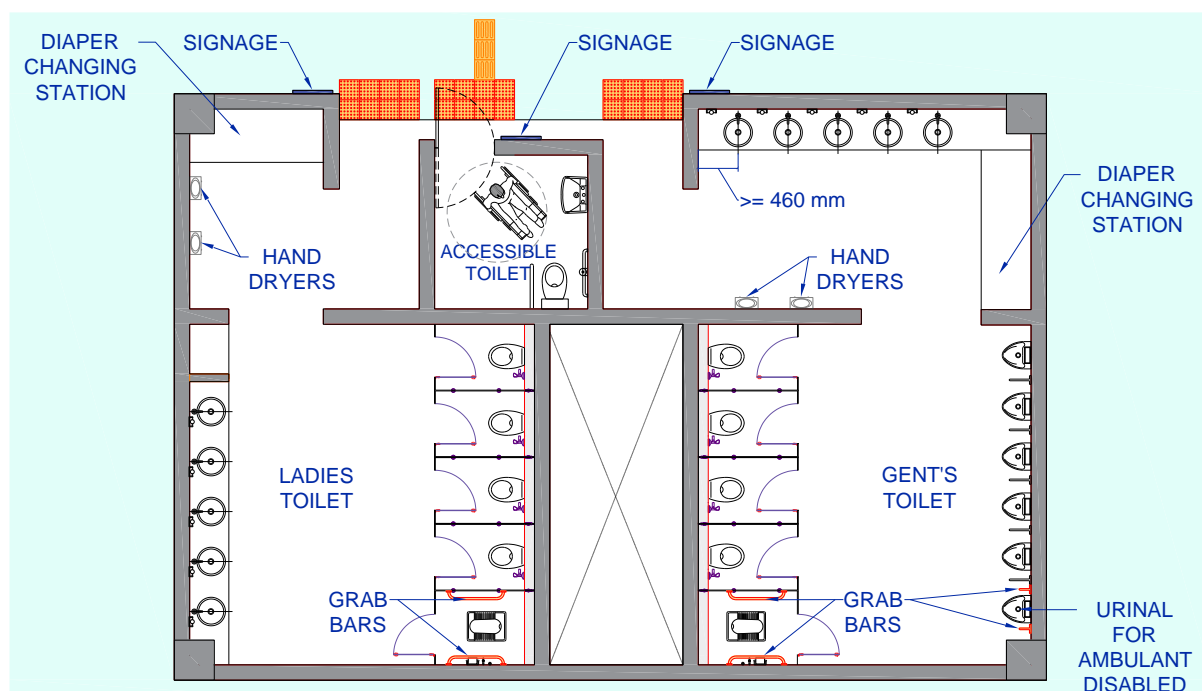 DIAPER
CHANGING
STATION
SIGNAGE
SIGNAGE
SIGNAGE
DIAPER
CHANGING
STATION
>= 460 mm
HAND
DRYERS
ACCESSIBLE
TOILET
HAND
DRYERS
LADIES
TOILET
GENT'S
TOILET
GRAB
BARS
GRAB
BARS
URINAL
FOR
AMBULANT
DISABLED